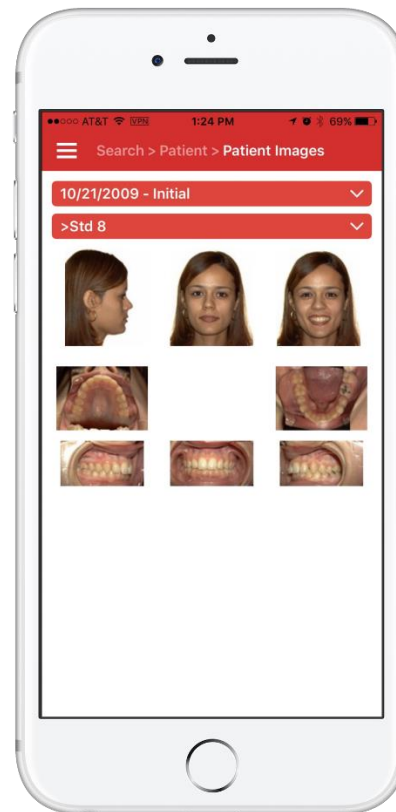 ●●○○○ AT&T VPN 1:24 PM 69%
Search > Patient > Patient Images
10/21/2009 - Initial
>Std 8